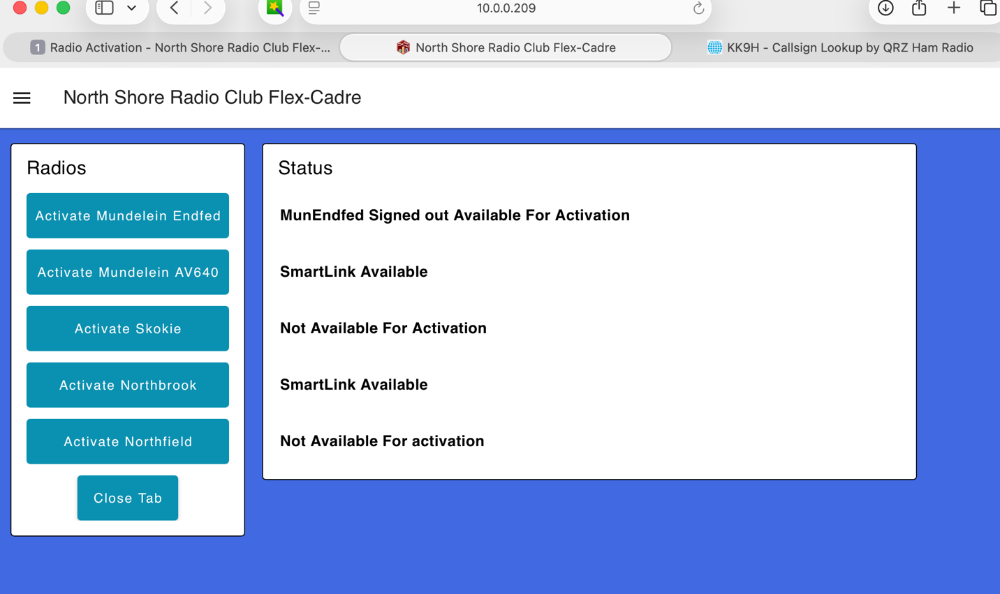 10.0.0.209
1 Radio Activation - North Shore Radio Club Flex-...
North Shore Radio Club Flex-Cadre
KK9H - Callsign Lookup by QRZ Ham Radio
North Shore Radio Club Flex-Cadre
Radios
Activate Mundelein Endfed
Activate Mundelein AV640
Activate Skokie
Activate Northbrook
Activate Northfield
Close Tab
Status
MunEndfed Signed out Available For Activation
SmartLink Available
Not Available For Activation
SmartLink Available
Not Available For activation